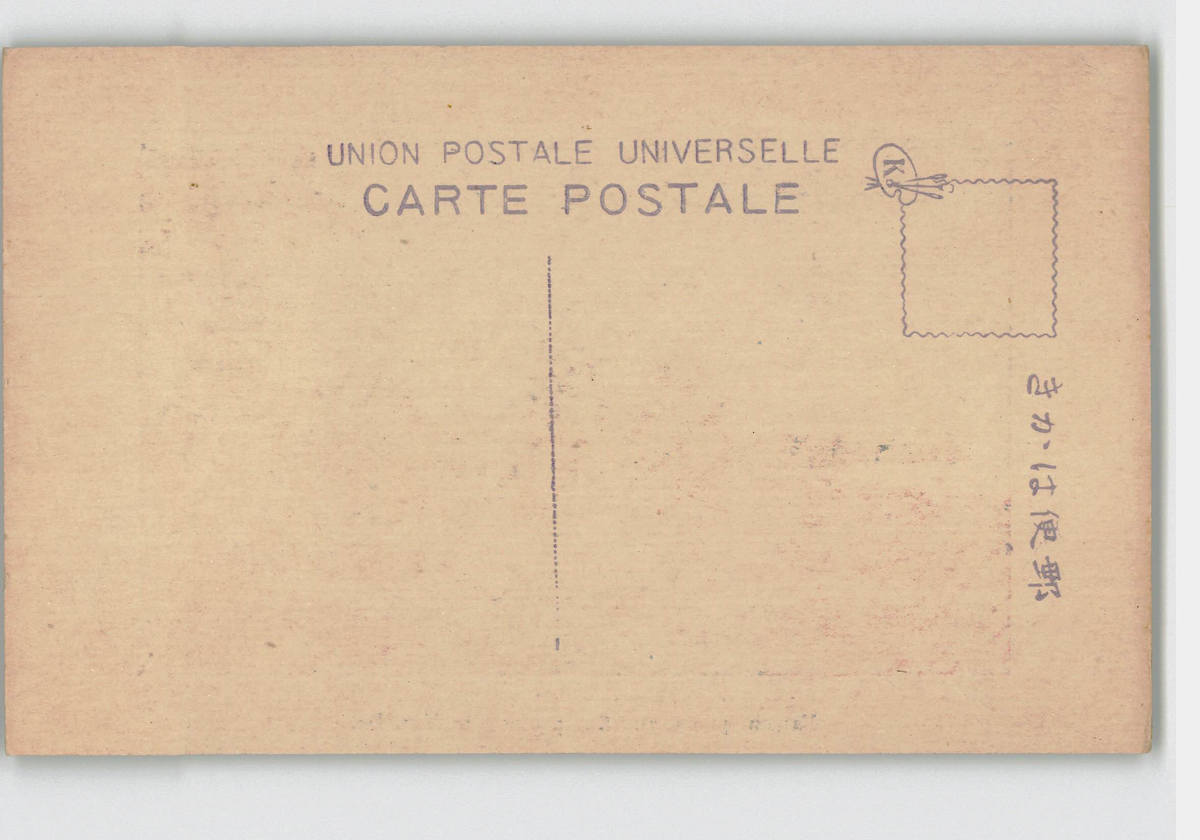 UNION POSTALE UNIVERSELLE
CARTE POSTALE
K
きがは便郵